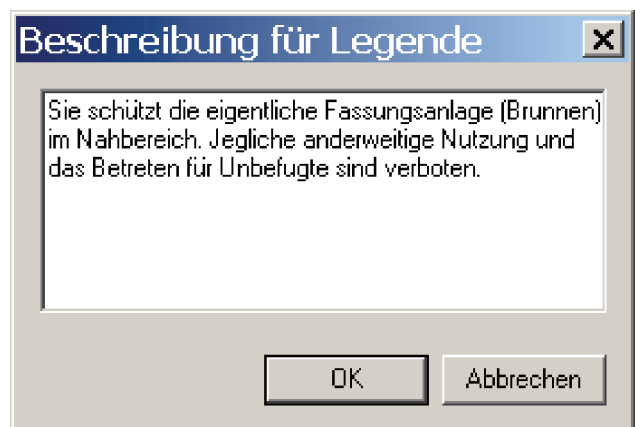 Beschreibung für Legende
Sie schützt die eigentliche Fassungsanlage (Brunnen)
im Nahbereich. Jegliche anderweitige Nutzung und
das Betreten für Unbefugte sind verboten.
OK
Abbrechen